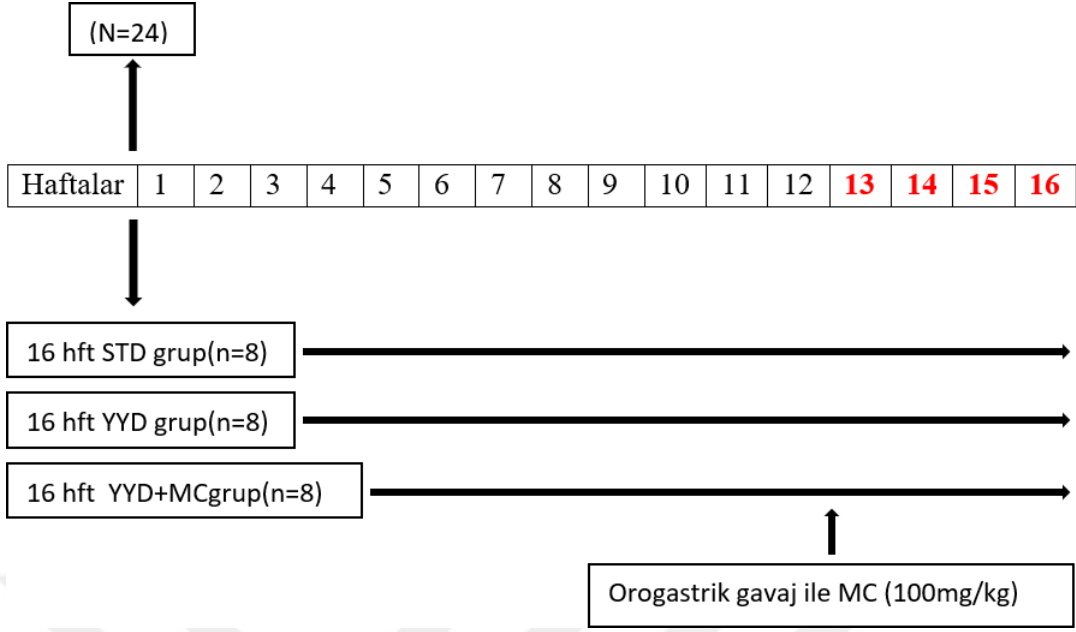 (N=24)
Haftalar 1 2 3 4 5 6 7 8 9 10 11 12 13 14 15 16
16 hft STD grup(n=8)
16 hft YYD grup(n=8)
16 hft  YYD+MCgrup(n=8)
Orogastrik gavaj ile MC (100mg/kg)